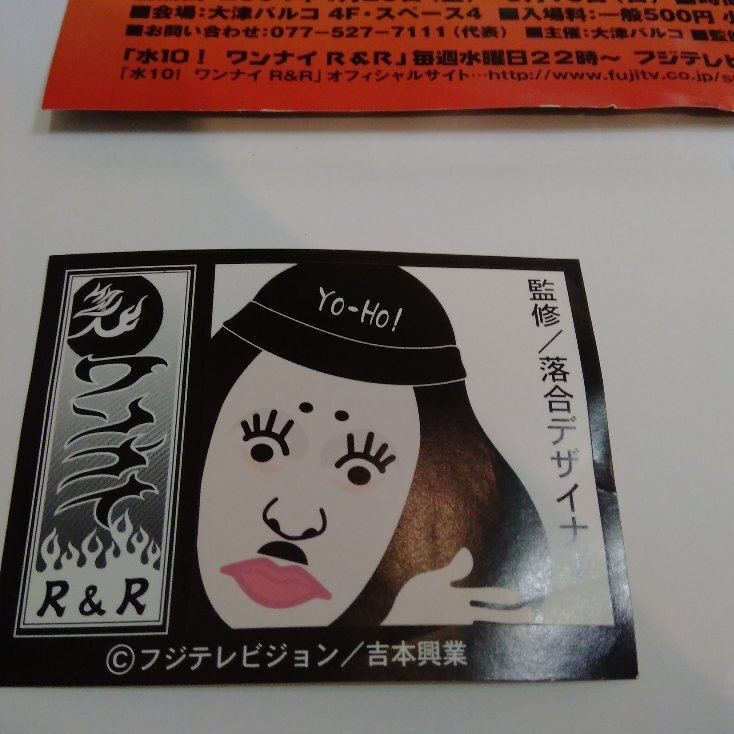 ■会場:大津パルコ 4F・スペース4 ■入場料:一般500円
■お問い合わせ:077-527-7111(代表) ■主催:大津パルコ
「水10! ワンナイR&R」毎週水曜日22時〜 フジテレビ
「水10! ワンナイR&R」オフィシャルサイト…http://www.fujitv.co.jp/
ワンナイ
R&R
YO-HO!
監修/落合デザイナ
©フジテレビジョン/吉本興業